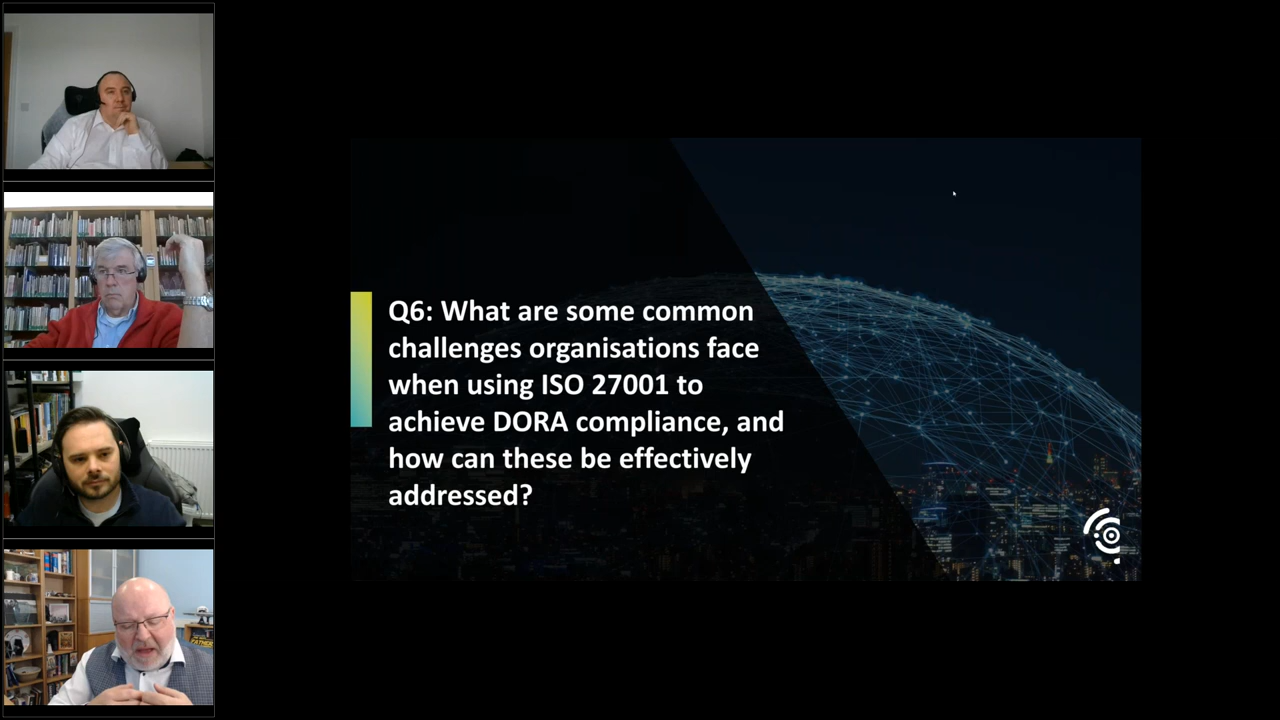 Q6: What are some common
challenges organisations face
when using ISO 27001 to
achieve DORA compliance, and
how can these be effectively
addressed?